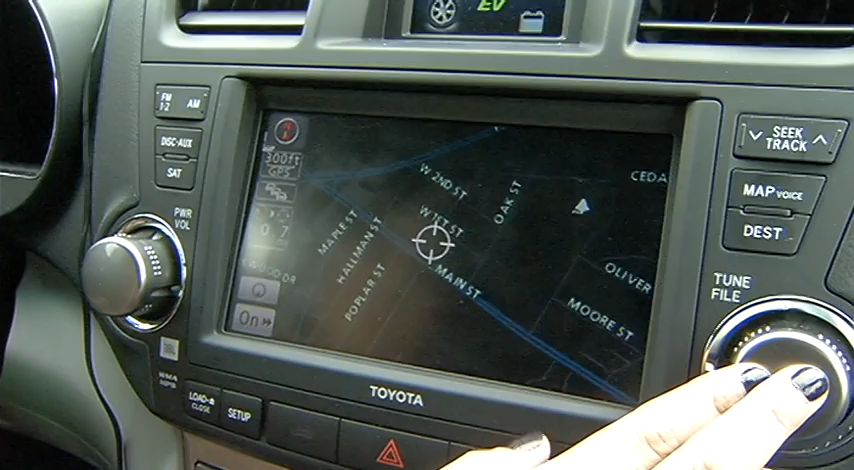 EV
FM
1·2
AM
DISC·AUX
SAT
PWR
VOL
300ft
GPS
On
W 2ND ST
OAK ST
CEDA
W 1ST ST
MAPLE ST
HALLMAN ST
POPLAR ST
MAIN ST
OLIVER
MOORE ST
SEEK
TRACK
MAP VOICE
DEST
TUNE
FILE
TOYOTA
LOAD
CLOSE
SETUP